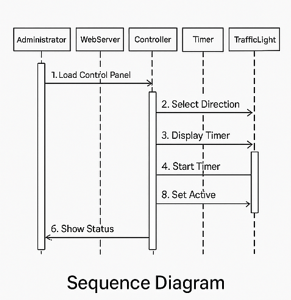 Administrator
WebServer
Controller
Timer
TrafficLight
1. Load Control Panel
2. Select Direction
3. Display Timer
4. Start Timer
8. Set Active
6. Show Status
Sequence Diagram